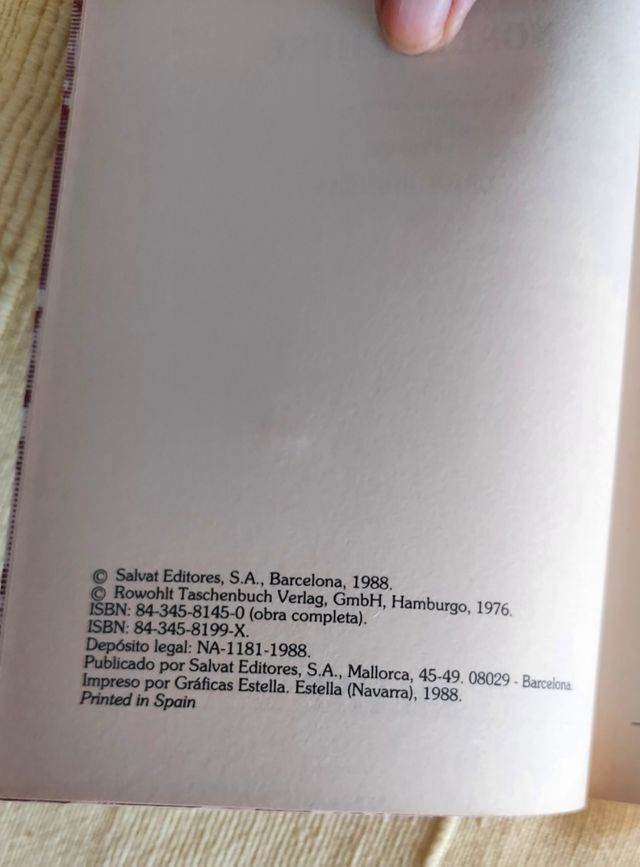 © Salvat Editores, S.A., Barcelona, 1988.
© Rowohlt Taschenbuch Verlag, GmbH, Hamburgo, 1976.
ISBN: 84-345-8145-0 (obra completa).
ISBN: 84-345-8199-X.
Depósito legal: NA-1181-1988.
Publicado por Salvat Editores, S.A., Mallorca, 45-49. 08029 - Barcelona
Impreso por Gráficas Estella. Estella (Navarra), 1988.
Printed in Spain